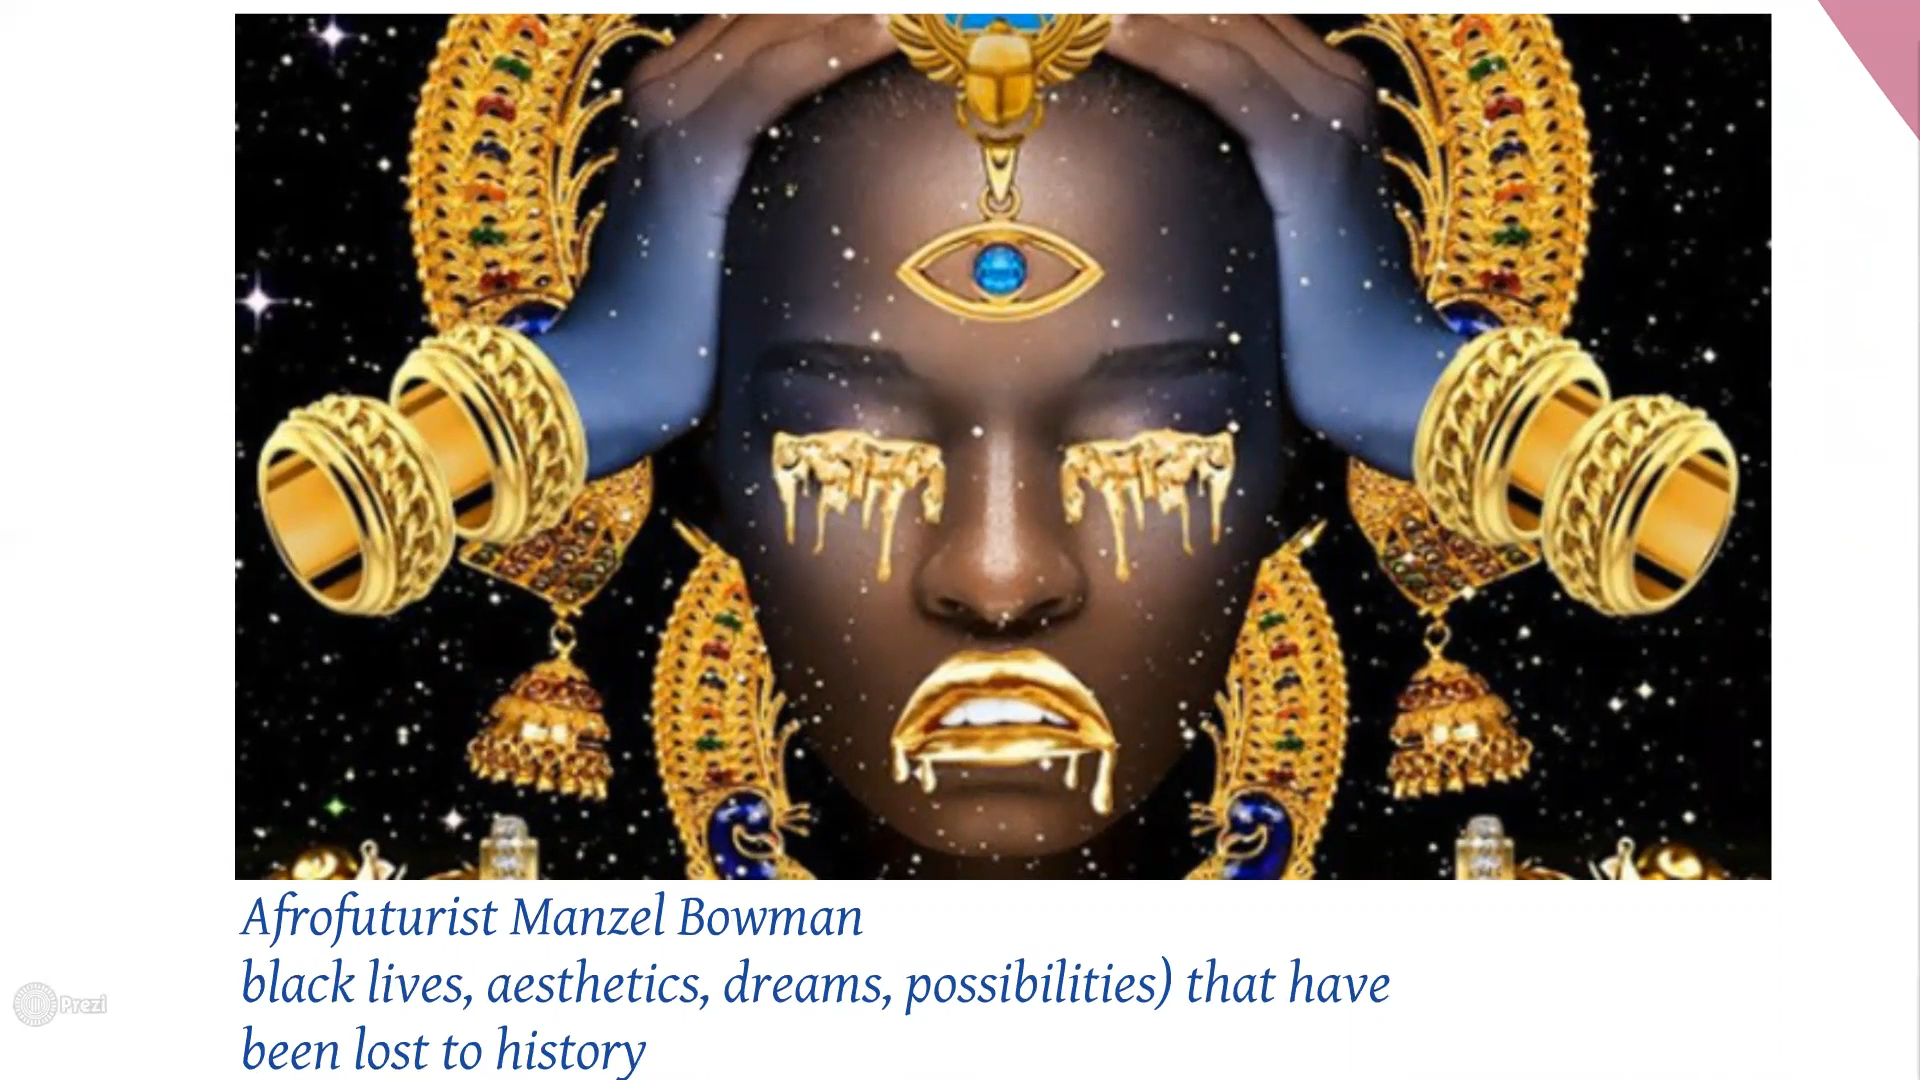 Afrofuturist Manzel Bowman
black lives, aesthetics, dreams, possibilities) that have
been lost to history
Prezi